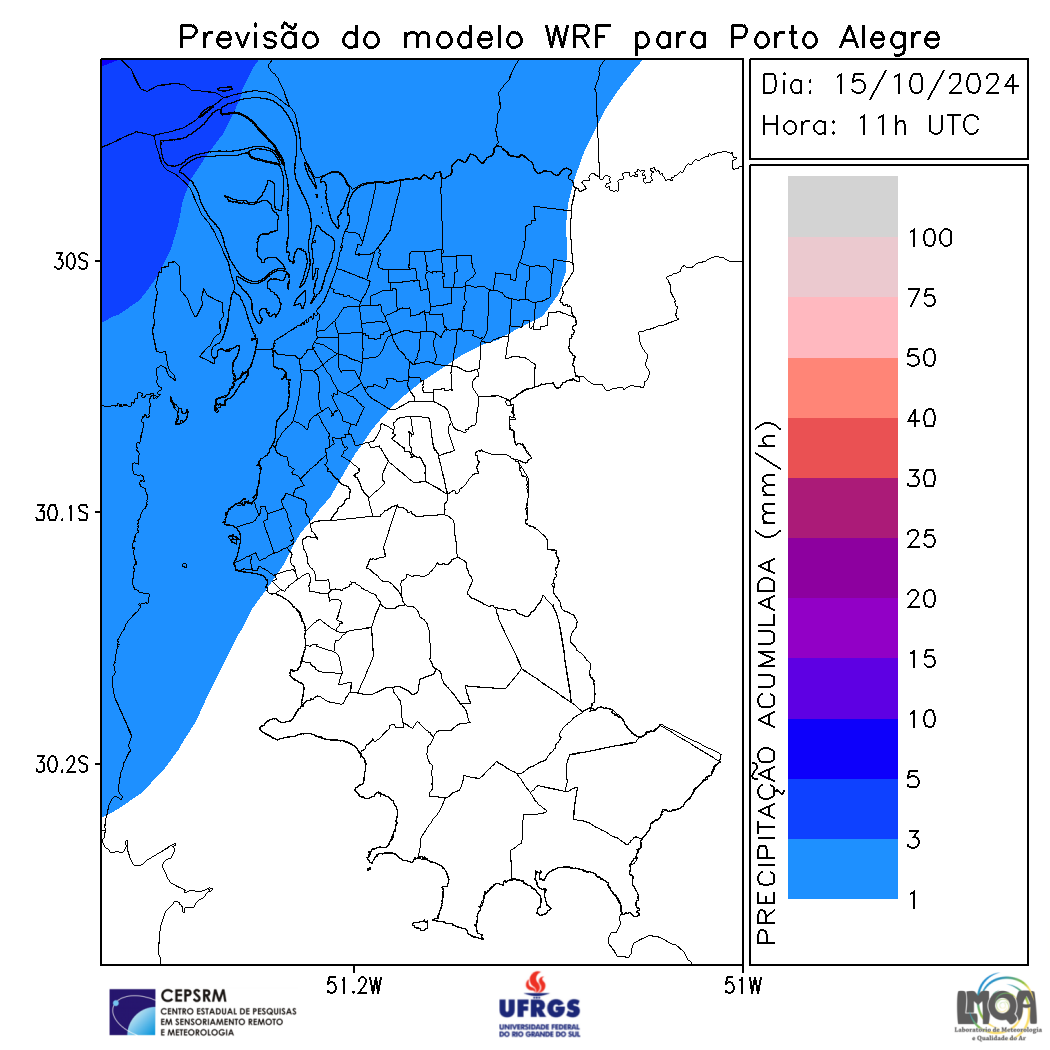 Previsão do modelo WRF para Porto Alegre
Dia: 15/10/2024
Hora: 11h UTC
100
75
50
40
30
25
20
15
10
5
3
1
PRECIPITAÇÃO ACUMULADA (mm/h)
30S
30.1S
30.2S
51.2W
51W
CEPSRM
CENTRO ESTADUAL DE PESQUISAS
EM SENSORIAMENTO REMOTO
E METEOROLOGIA
UFRGS
UNIVERSIDADE FEDERAL
DO RIO GRANDE DO SUL
LMQA
Laboratório de Meteorologia
e Qualidade do Ar